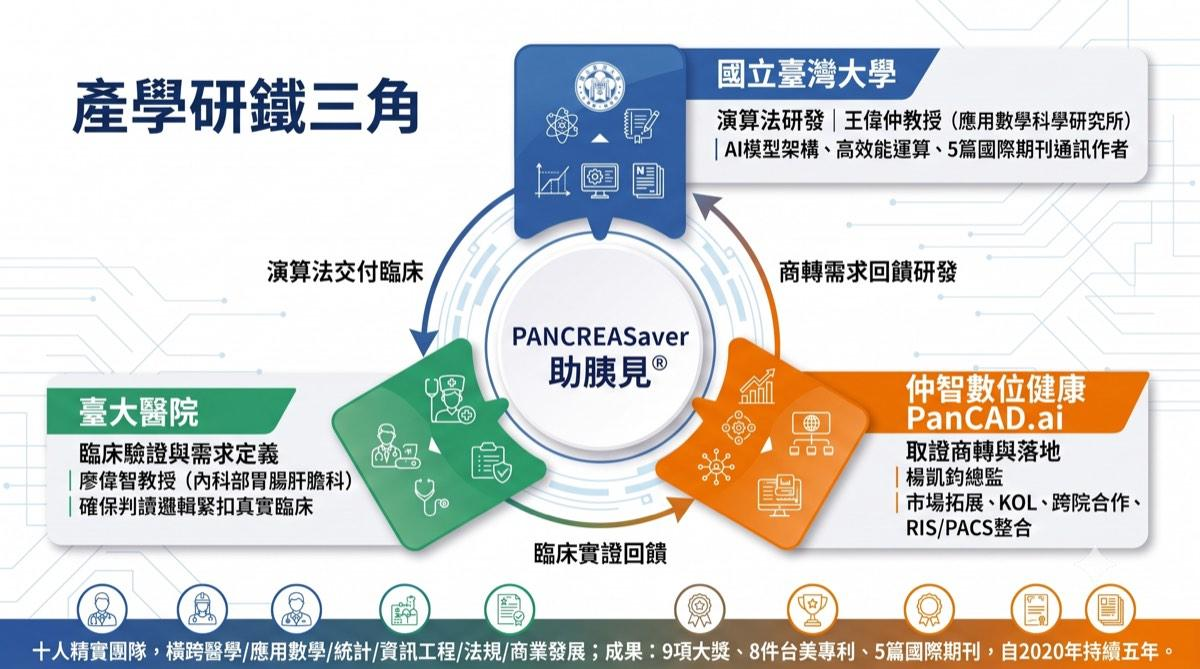 產學研鐵三角
國立臺灣大學
演算法研發｜王偉仲教授（應用數學科學研究所）
AI模型架構、高效能運算、5篇國際期刊通訊作者
N
演算法交付臨床
商轉需求回饋研發
PANCREASaver
助胰見®
臺大醫院
臨床驗證與需求定義
廖偉智教授（內科部胃腸肝膽科）
確保判讀邏輯緊扣真實臨床
仲智數位健康
PanCAD.ai
取證商轉與落地
楊凱鈞總監
市場拓展、KOL、跨院合作、
RIS/PACS整合
臨床實證回饋
十人精實團隊，橫跨醫學/應用數學/統計/資訊工程/法規/商業發展；成果：9項大獎、8件台美專利、5篇國際期刊，自2020年持續五年。